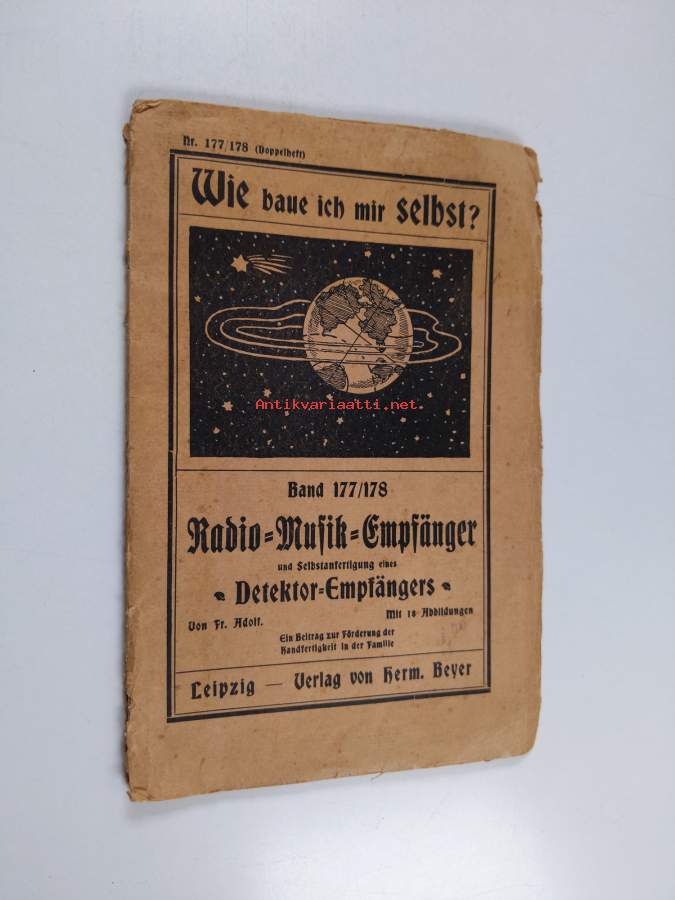 Nr. 177/178 (Doppelheft)
Wie baue ich mir selbst?
Antikvariaatti.net
Band 177/178
Radio-Musik-Empfänger
und Selbstanfertigung eines
Detektor-Empfängers
Von Fr. Adolf.
Mit 18 Abbildungen
Ein Beitrag zur Förderung der
Handfertigkeit in der Familie
Leipzig — Verlag von Herm. Beyer